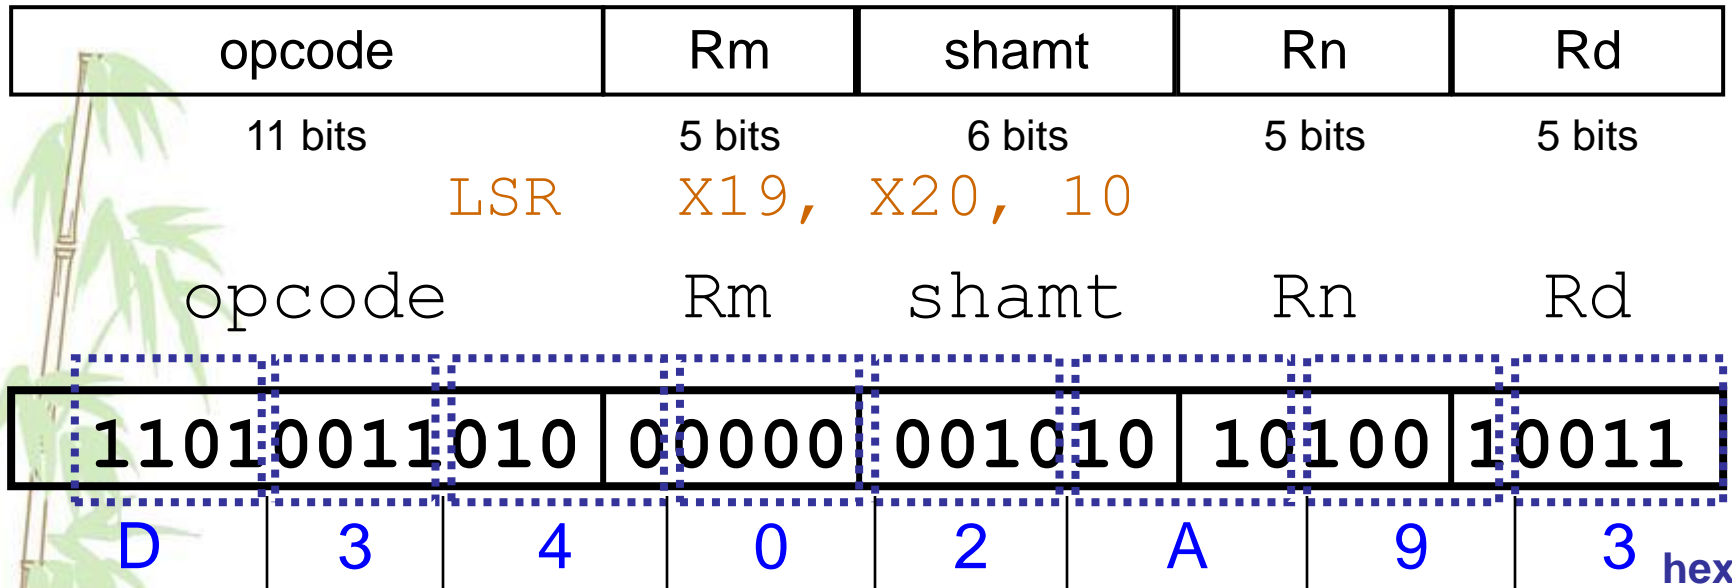 opcode Rm shamt Rn Rd
11 bits 5 bits 6 bits 5 bits 5 bits
LSR X19, X20, 10
opcode Rm shamt Rn Rd
11010011010 00000 001010 10100 10011
D 3 4 0 2 A 9 3 hex